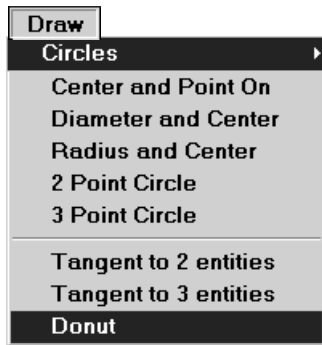 Draw
Circles
Center and Point On
Diameter and Center
Radius and Center
2 Point Circle
3 Point Circle
Tangent to 2 entities
Tangent to 3 entities
Donut